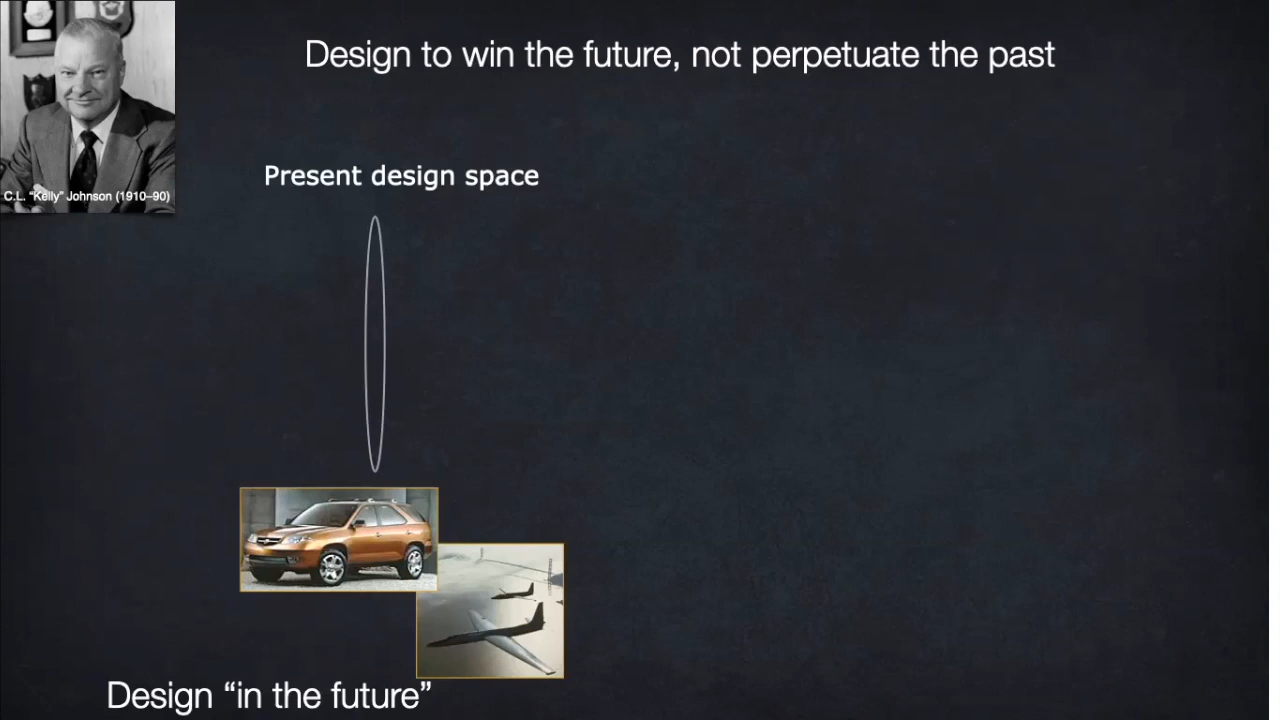 Design to win the future, not perpetuate the past
Present design space
C.L. “Kelly” Johnson (1910–90)
Design “in the future”